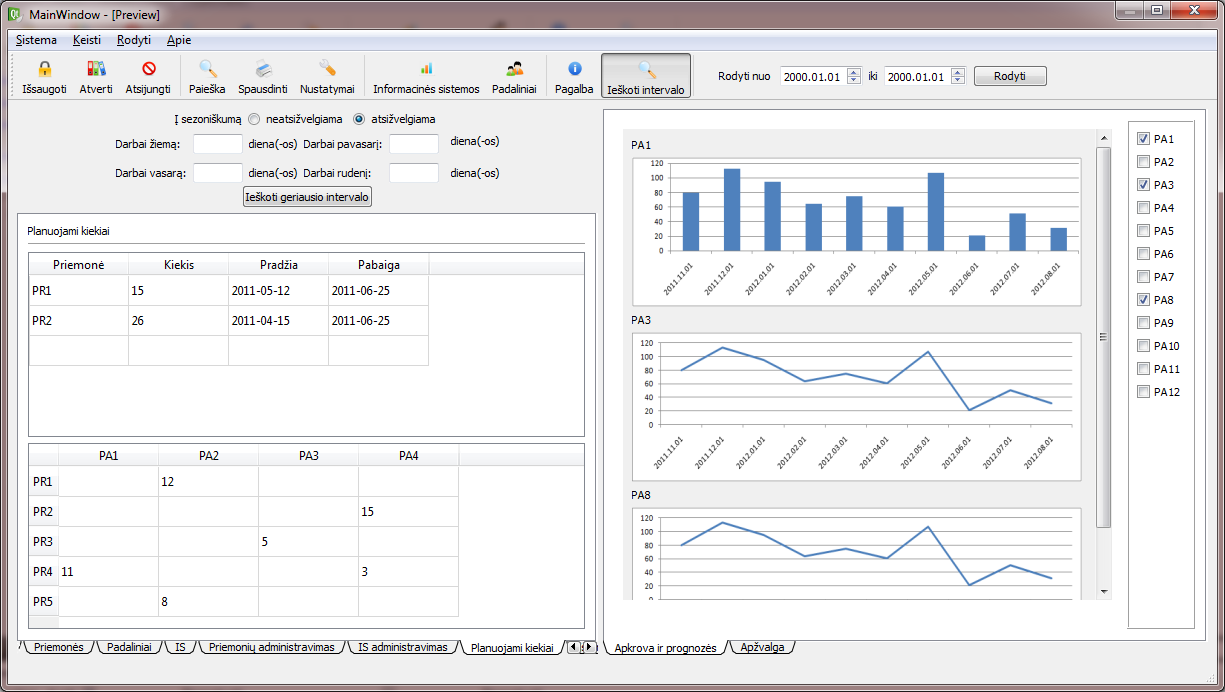 MainWindow - [Preview]
Sistema Keisti Rodyti Apie
Išsaugoti Atverti Atsijungti Paieška Spausdinti Nustatymai Informacinės sistemos Padaliniai Pagalba Ieškoti intervalo Rodyti nuo 2000.01.01 iki 2000.01.01 Rodyti
Į sezoniškumą neatsižvelgiama atsižvelgiama
Darbai žiemą: diena(-os) Darbai pavasarį: diena(-os)
Darbai vasarą: diena(-os) Darbai rudenį: diena(-os)
Ieškoti geriausio intervalo
Planuojami kiekiai
Priemonė Kiekis Pradžia Pabaiga
PR1 15 2011-05-12 2011-06-25
PR2 26 2011-04-15 2011-06-25
PA1 PA2 PA3 PA4
PR1 12
PR2 15
PR3 5
PR4 11 3
PR5 8
Priemonės Padaliniai IS Priemonių administravimas IS administravimas Planuojami kiekiai
PA1
120
100
80
60
40
20
0
2011.11.01 2011.12.01 2012.01.01 2012.02.01 2012.03.01 2012.04.01 2012.05.01 2012.06.01 2012.07.01 2012.08.01
PA3
120
100
80
60
40
20
0
2011.11.01 2011.12.01 2012.01.01 2012.02.01 2012.03.01 2012.04.01 2012.05.01 2012.06.01 2012.07.01 2012.08.01
PA8
120
100
80
60
40
20
0
PA1
PA2
PA3
PA4
PA5
PA6
PA7
PA8
PA9
PA10
PA11
PA12
Apkrova ir prognozės Apžvalga